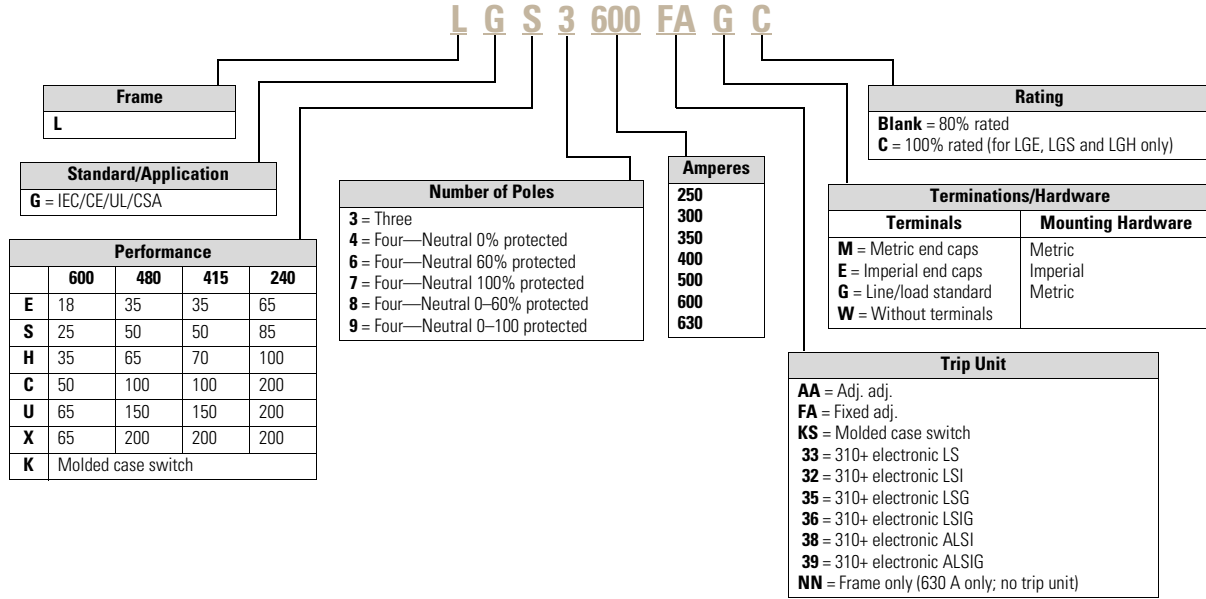 L G S 3 600 FA G C
Frame
L
Standard/Application
G = IEC/CE/UL/CSA
Performance
600 480 415 240
E 18 35 35 65
S 25 50 50 85
H 35 65 70 100
C 50 100 100 200
U 65 150 150 200
X 65 200 200 200
K Molded case switch
Number of Poles
3 = Three
4 = Four—Neutral 0% protected
6 = Four—Neutral 60% protected
7 = Four—Neutral 100% protected
8 = Four—Neutral 0–60% protected
9 = Four—Neutral 0–100 protected
Amperes
250
300
350
400
500
600
630
Rating
Blank = 80% rated
C = 100% rated (for LGE, LGS and LGH only)
Terminations/Hardware
Terminals Mounting Hardware
M = Metric end caps Metric
E = Imperial end caps Imperial
G = Line/load standard Metric
W = Without terminals
Trip Unit
AA = Adj. adj.
FA = Fixed adj.
KS = Molded case switch
33 = 310+ electronic LS
32 = 310+ electronic LSI
35 = 310+ electronic LSG
36 = 310+ electronic LSIG
38 = 310+ electronic ALSI
39 = 310+ electronic ALSIG
NN = Frame only (630 A only; no trip unit)